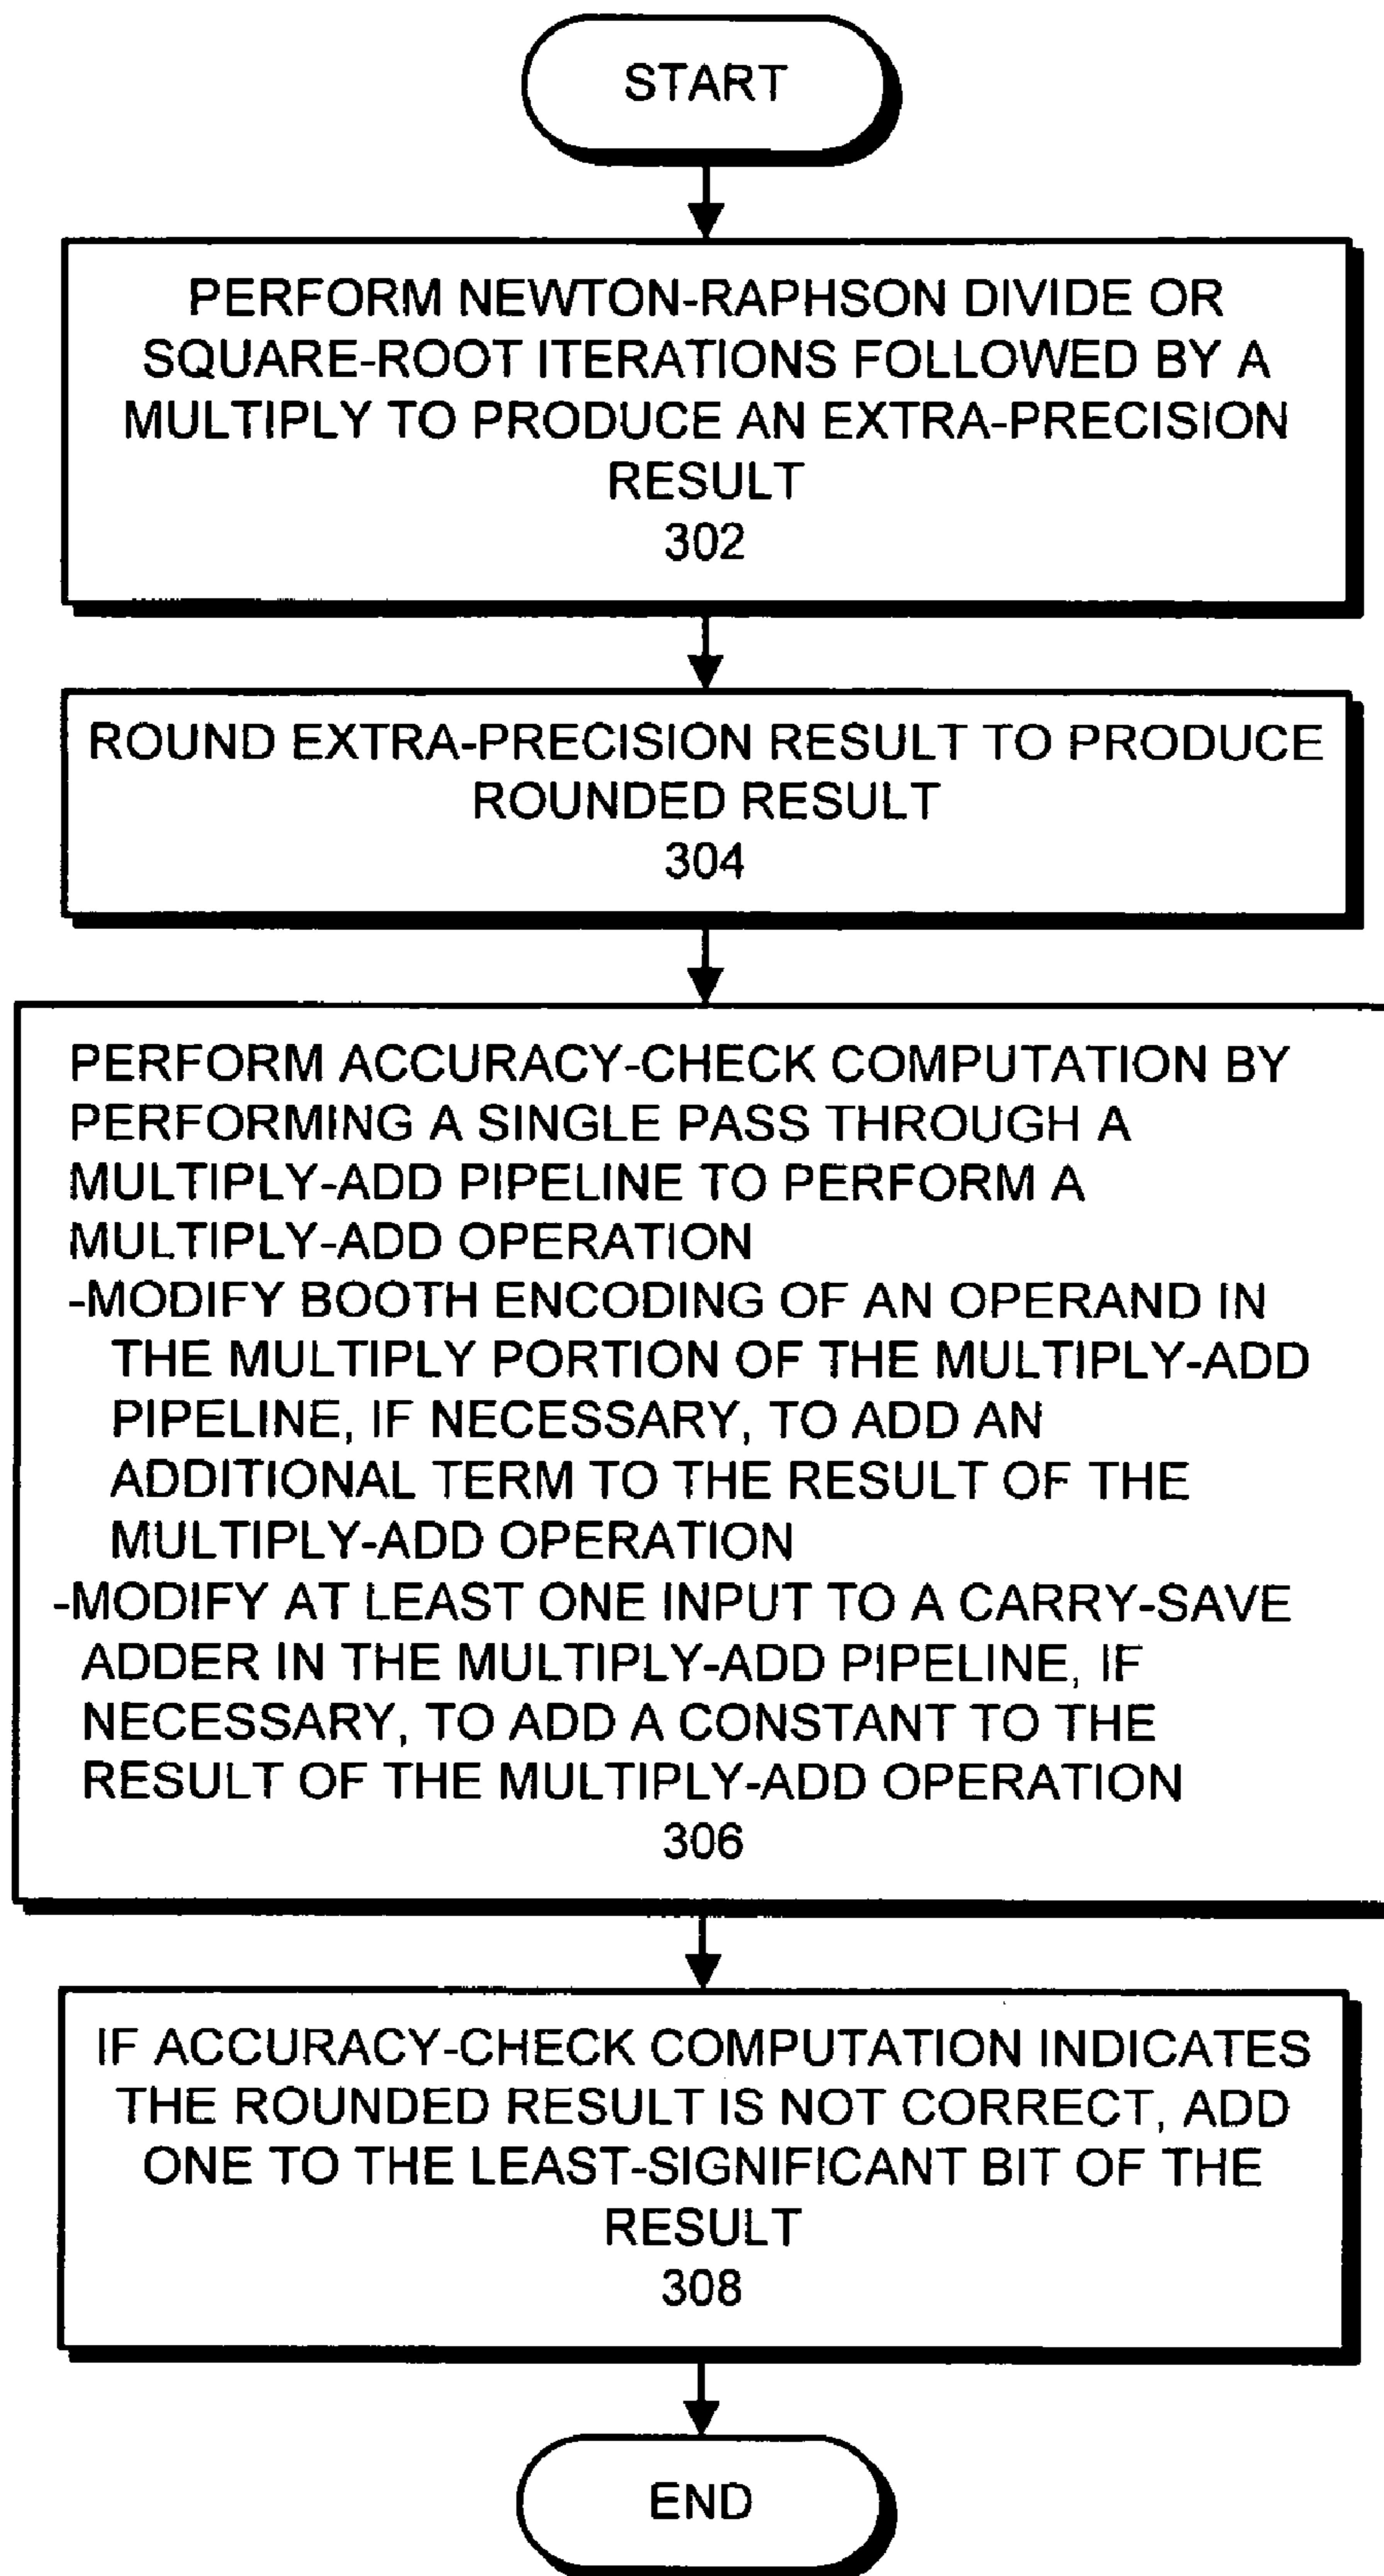 START
PERFORM NEWTON-RAPHSON DIVIDE OR
SQUARE-ROOT ITERATIONS FOLLOWED BY A
MULTIPLY TO PRODUCE AN EXTRA-PRECISION
RESULT
302
ROUND EXTRA-PRECISION RESULT TO PRODUCE
ROUNDED RESULT
304
PERFORM ACCURACY-CHECK COMPUTATION BY
PERFORMING A SINGLE PASS THROUGH A
MULTIPLY-ADD PIPELINE TO PERFORM A
MULTIPLY-ADD OPERATION
-MODIFY BOOTH ENCODING OF AN OPERAND IN
THE MULTIPLY PORTION OF THE MULTIPLY-ADD
PIPELINE, IF NECESSARY, TO ADD AN
ADDITIONAL TERM TO THE RESULT OF THE
MULTIPLY-ADD OPERATION
-MODIFY AT LEAST ONE INPUT TO A CARRY-SAVE
ADDER IN THE MULTIPLY-ADD PIPELINE, IF
NECESSARY, TO ADD A CONSTANT TO THE
RESULT OF THE MULTIPLY-ADD OPERATION
306
IF ACCURACY-CHECK COMPUTATION INDICATES
THE ROUNDED RESULT IS NOT CORRECT, ADD
ONE TO THE LEAST-SIGNIFICANT BIT OF THE
RESULT
308
END